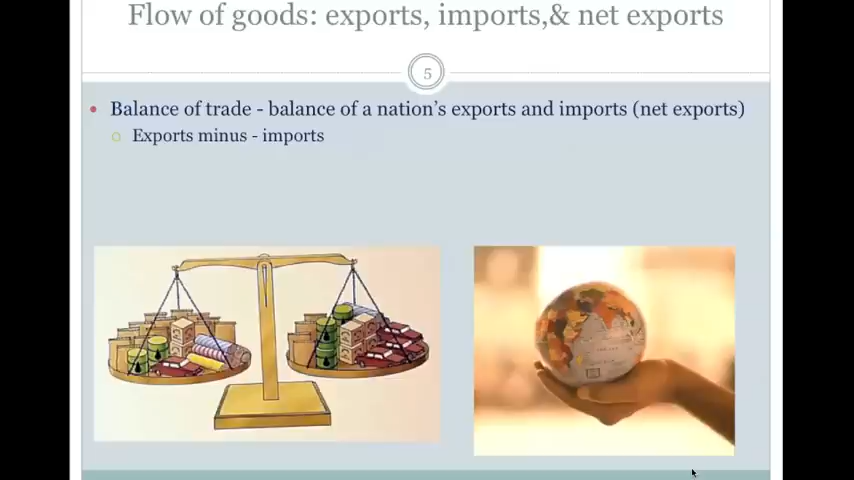 Flow of goods: exports, imports,& net exports
5
Balance of trade - balance of a nation's exports and imports (net exports)
Exports minus - imports